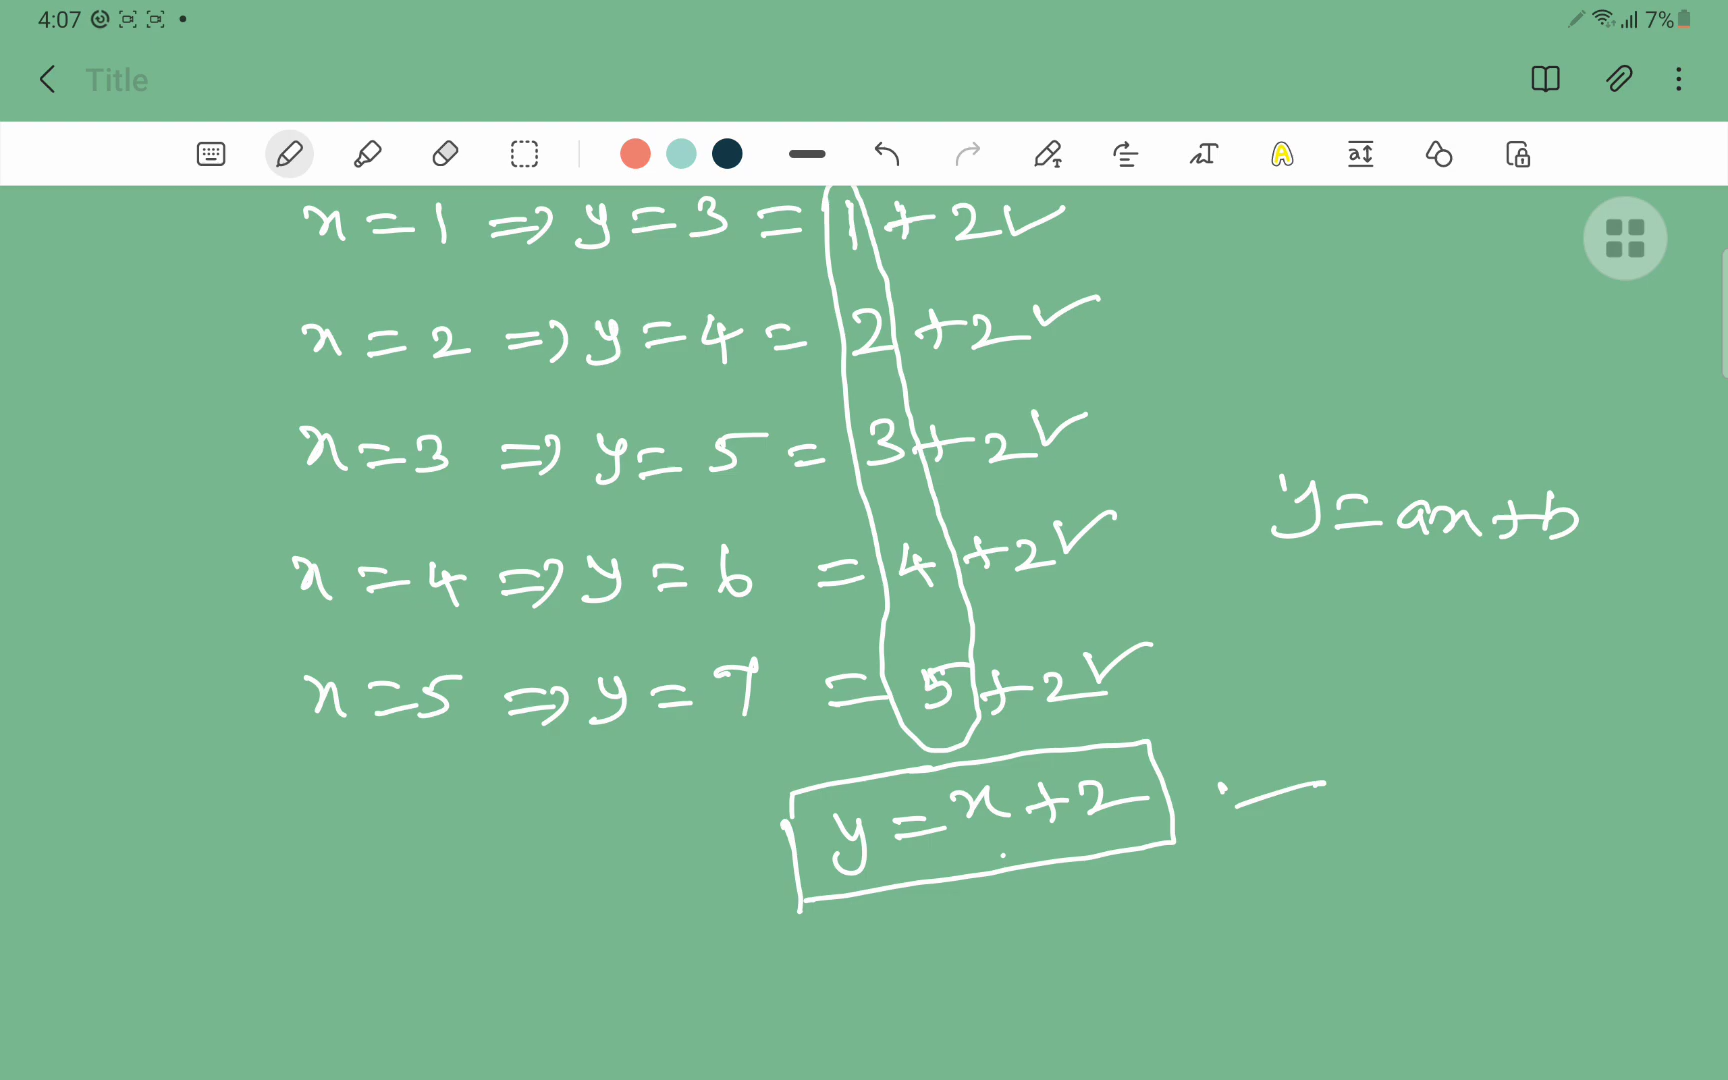 4:07 7%
Title
x = 1 ⇒ y = 3 = 1 + 2 ✓
x = 2 ⇒ y = 4 = 2 + 2 ✓
x = 3 ⇒ y = 5 = 3 + 2 ✓
y = ax + b
x = 4 ⇒ y = 6 = 4 + 2 ✓
x = 5 ⇒ y = 7 = 5 + 2 ✓
y = x + 2